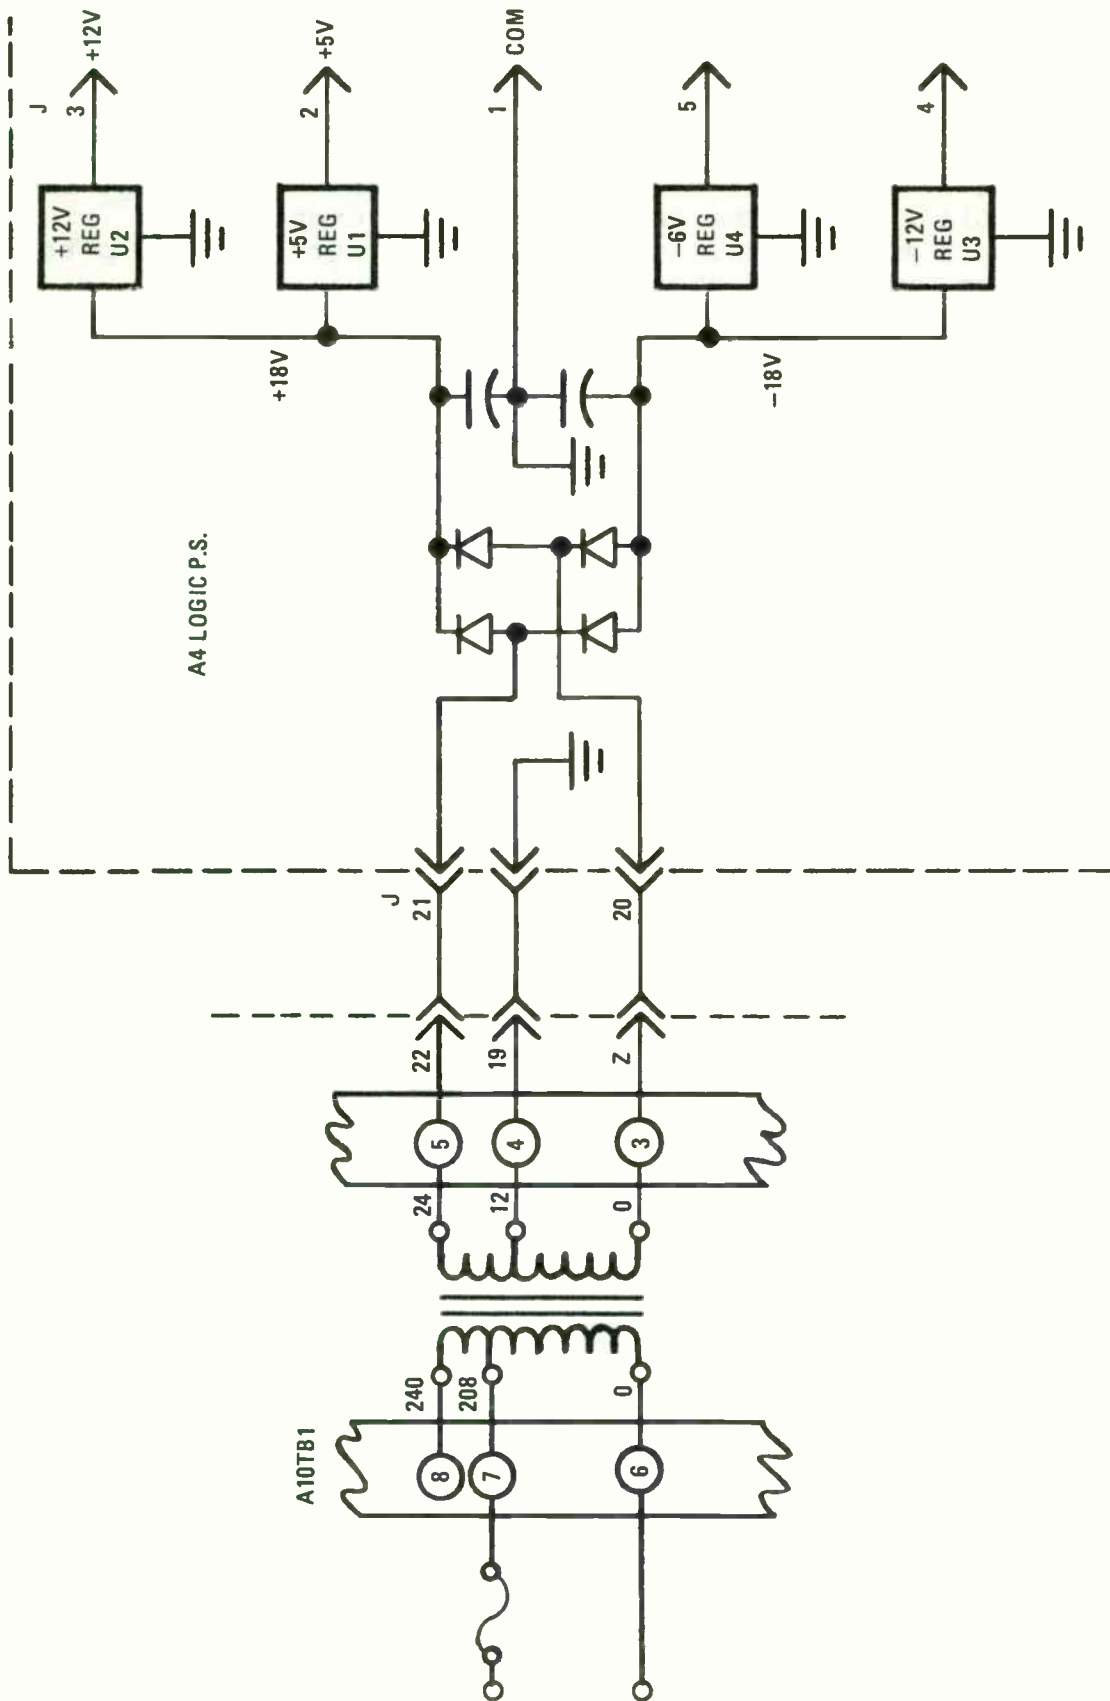 A10TB1
8
7
6
240
208
0
24
12
0
5
4
3
22
19
Z
J
21
20
A4 LOGIC P.S.
+18V
-18V
+12V
REG
U2
+5V
REG
U1
-6V
REG
U4
-12V
REG
U3
J
3
+12V
2
+5V
1
COM
5
4